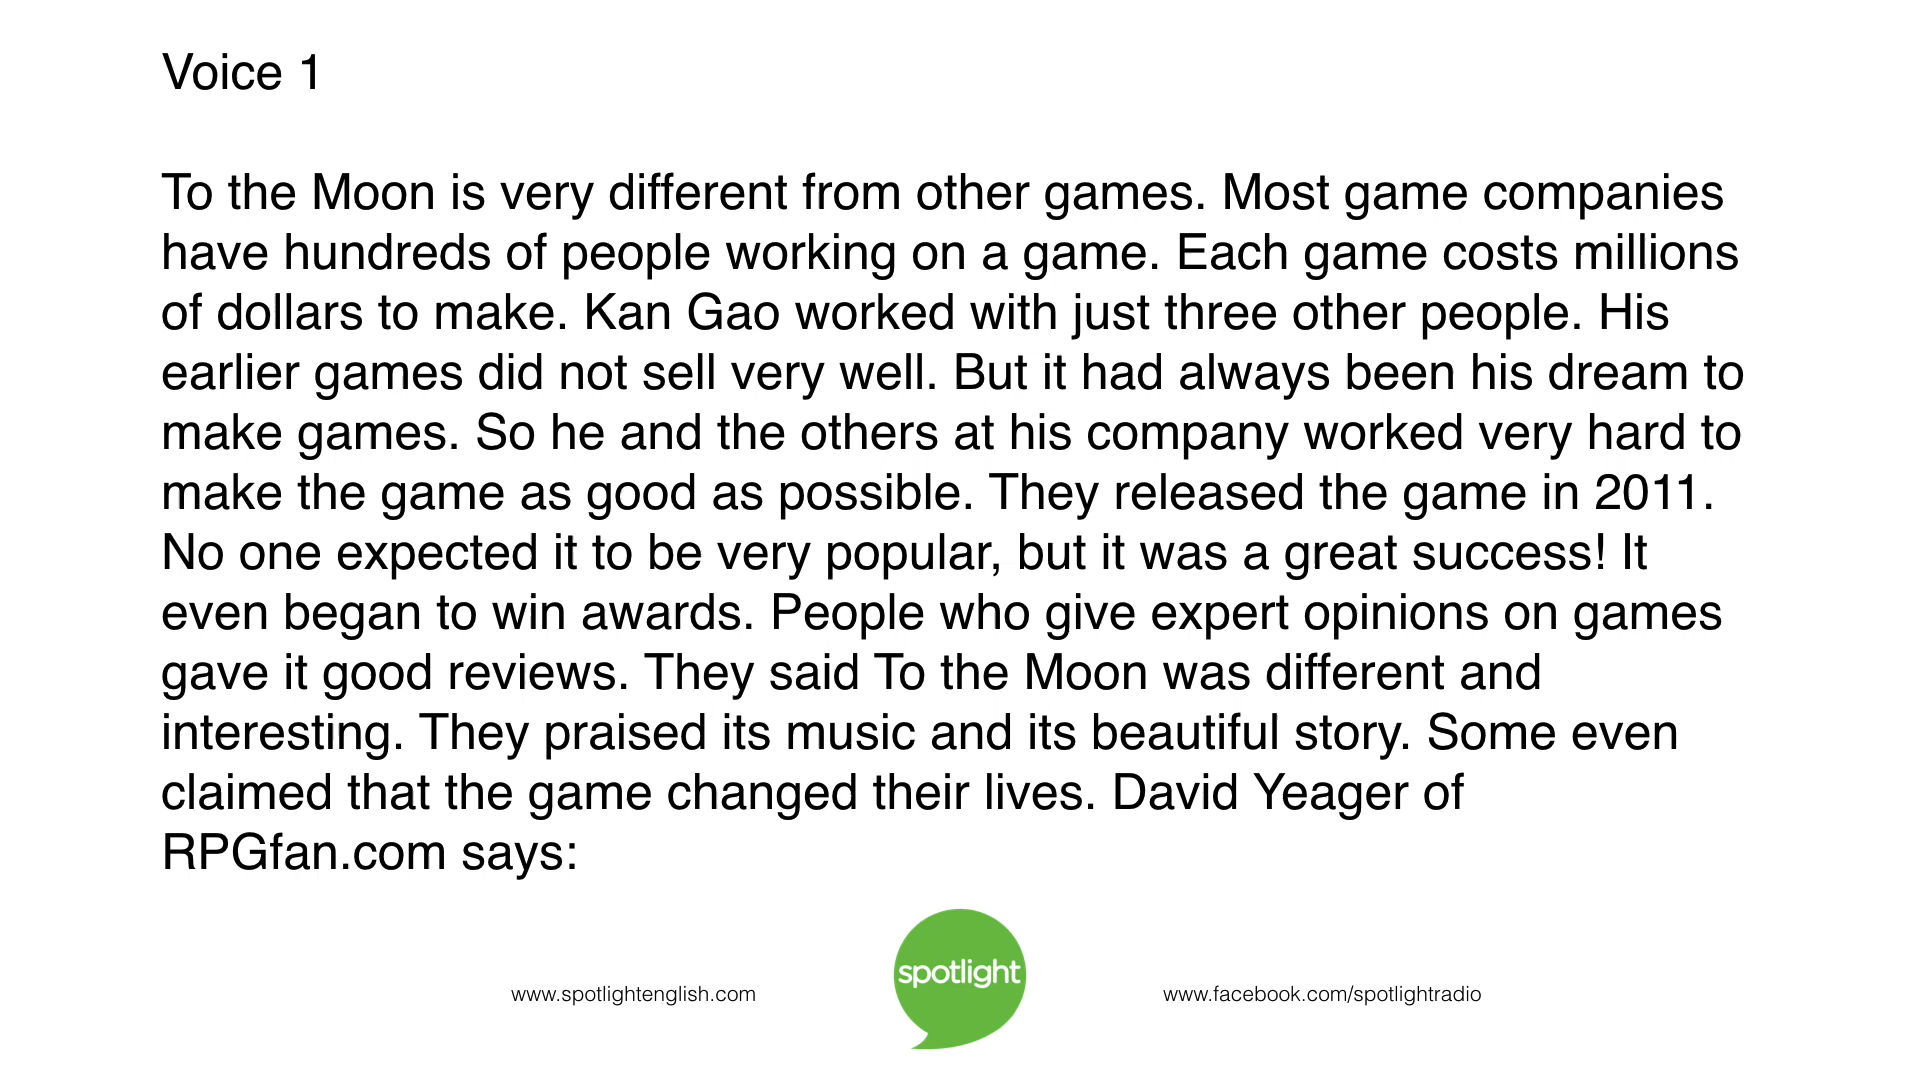 Voice 1
To the Moon is very different from other games. Most game companies
have hundreds of people working on a game. Each game costs millions
of dollars to make. Kan Gao worked with just three other people. His
earlier games did not sell very well. But it had always been his dream to
make games. So he and the others at his company worked very hard to
make the game as good as possible. They released the game in 2011.
No one expected it to be very popular, but it was a great success! It
even began to win awards. People who give expert opinions on games
gave it good reviews. They said To the Moon was different and
interesting. They praised its music and its beautiful story. Some even
claimed that the game changed their lives. David Yeager of
RPGfan.com says:
www.spotlightenglish.com
spotlight
www.facebook.com/spotlightradio